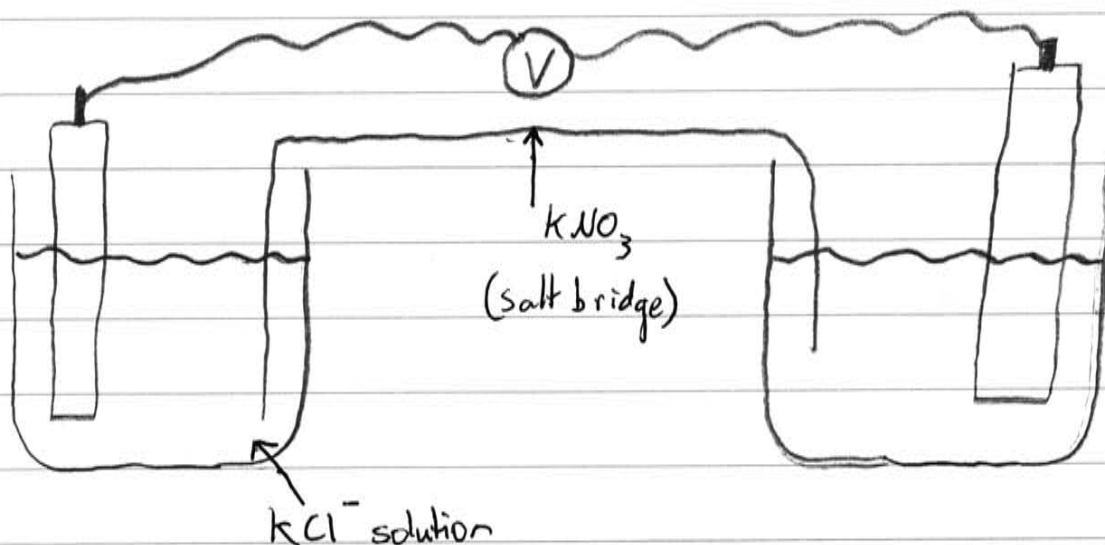 V
KNO₃
(salt bridge)
KCl⁻ solution